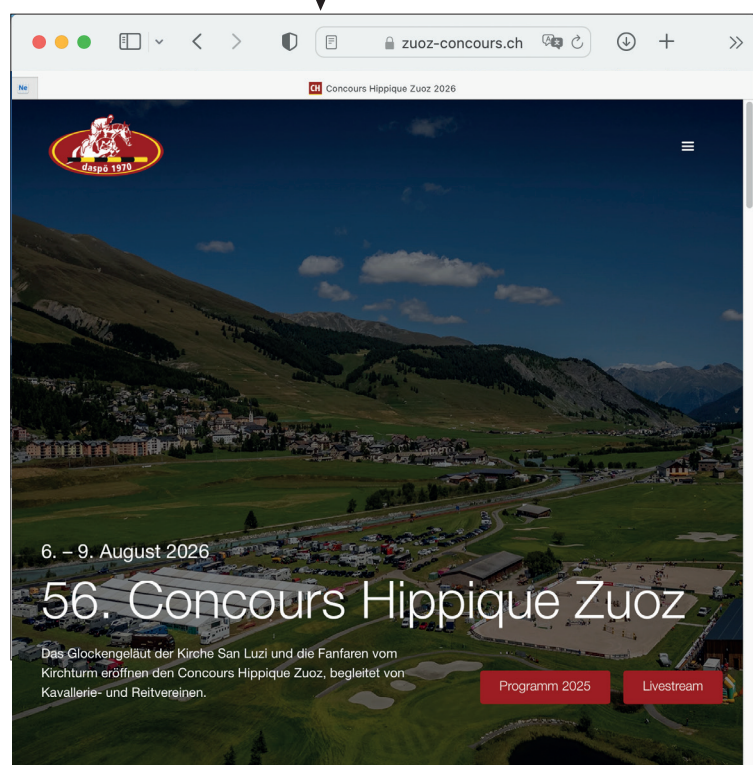 zuoz-concours.ch
Ne
CH Concours Hippique Zuoz 2026
daspö 1970
6. – 9. August 2026
56. Concours Hippique Zuoz
Das Glockengeläut der Kirche San Luzi und die Fanfaren vom
Kirchturm eröffnen den Concours Hippique Zuoz, begleitet von
Kavallerie- und Reitvereinen.
Programm 2025
Livestream